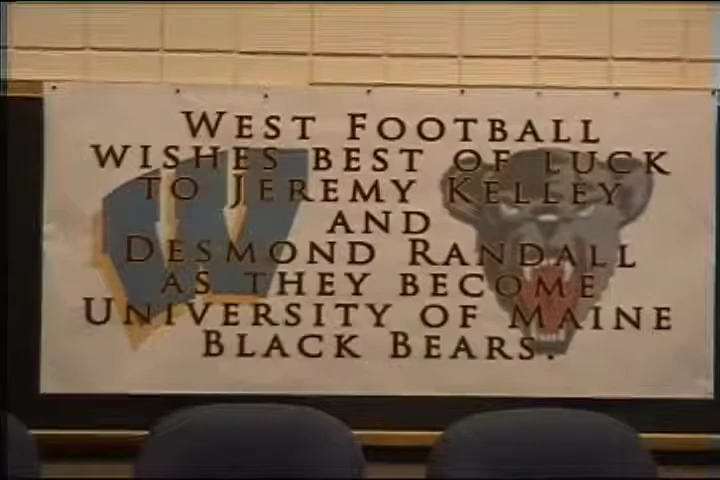 West Football
wishes best of luck
to Jeremy Kelley
and
Desmond Randall
as they become
University of Maine
Black Bears.